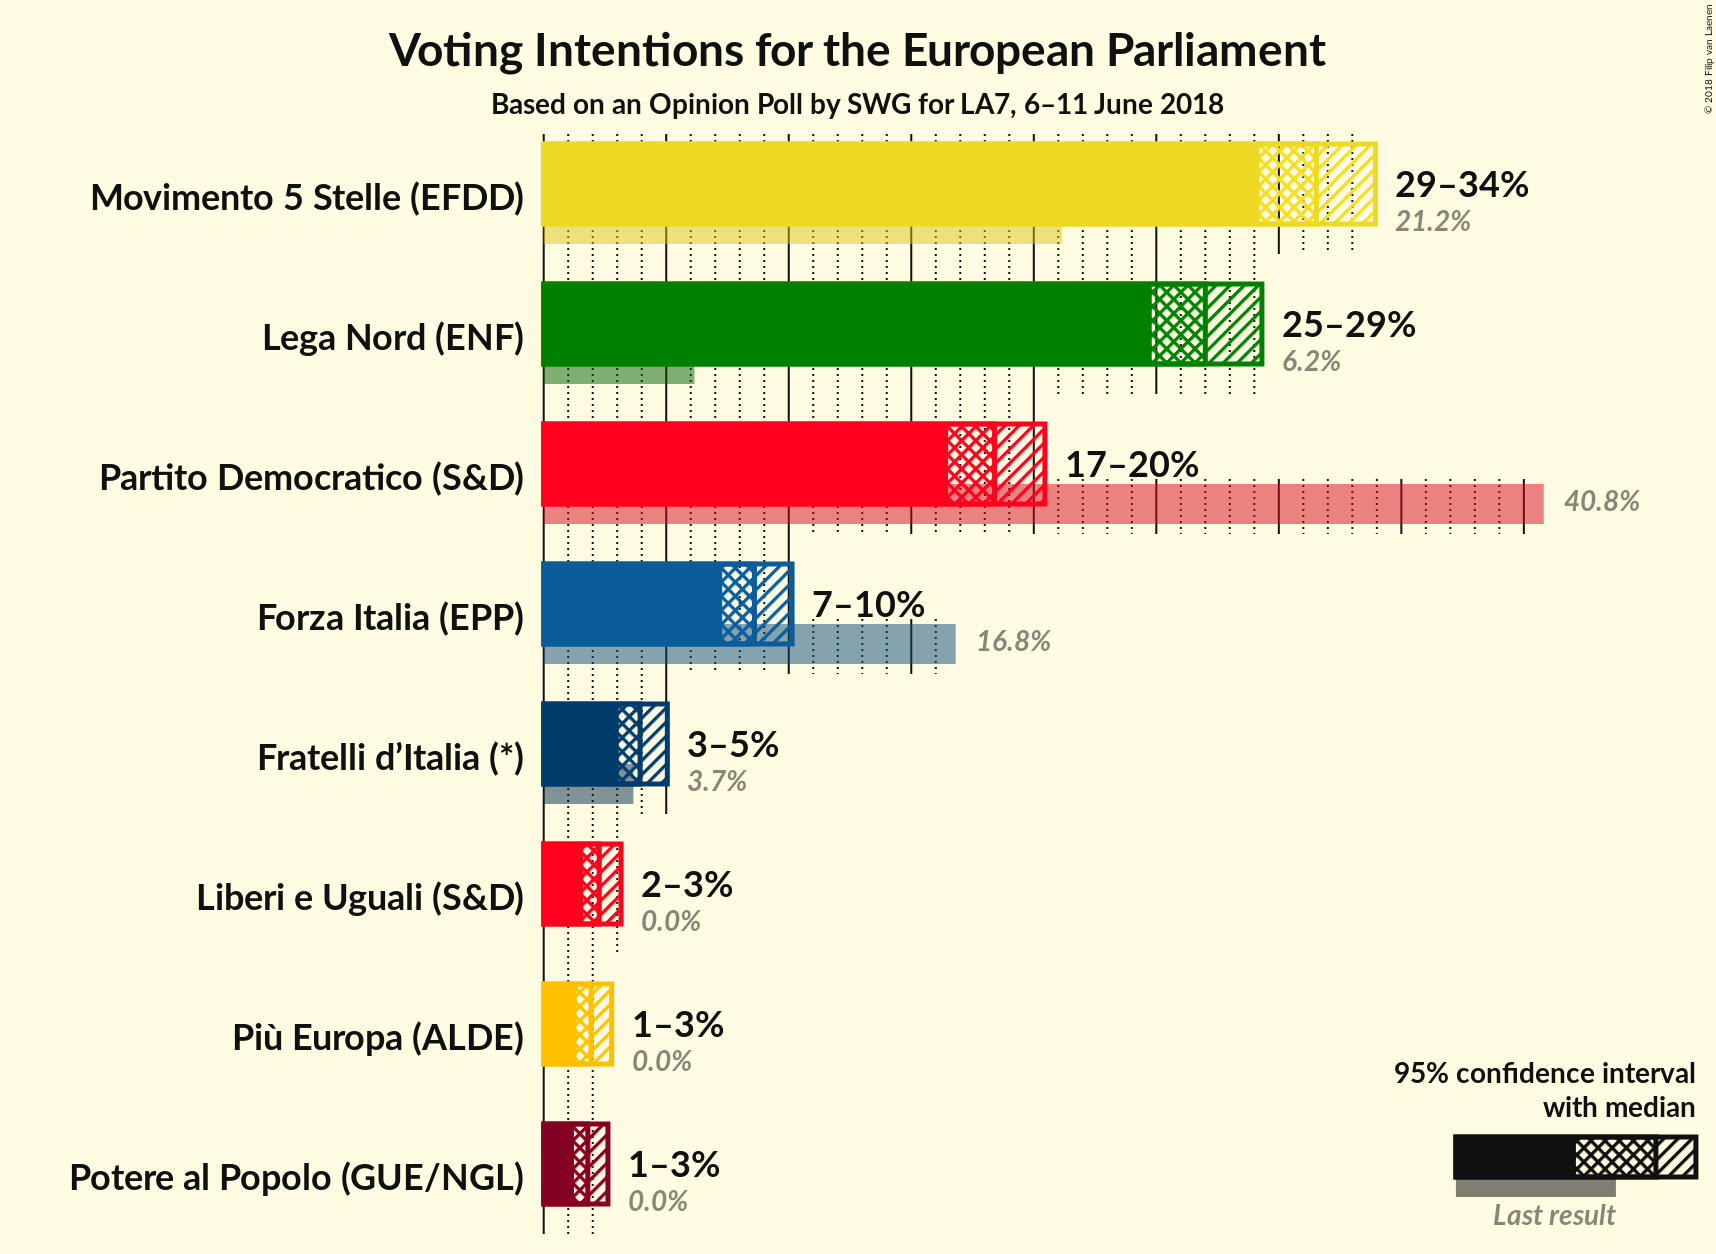 Voting Intentions for the European Parliament
Based on an Opinion Poll by SWG for LA7, 6–11 June 2018
© 2018 Filip van Laenen
Movimento 5 Stelle (EFDD)
29–34%
21.2%
Lega Nord (ENF)
25–29%
6.2%
Partito Democratico (S&D)
17–20%
40.8%
Forza Italia (EPP)
7–10%
16.8%
Fratelli d’Italia (*)
3–5%
3.7%
Liberi e Uguali (S&D)
2–3%
0.0%
Più Europa (ALDE)
1–3%
0.0%
Potere al Popolo (GUE/NGL)
1–3%
0.0%
95% confidence interval
with median
Last result